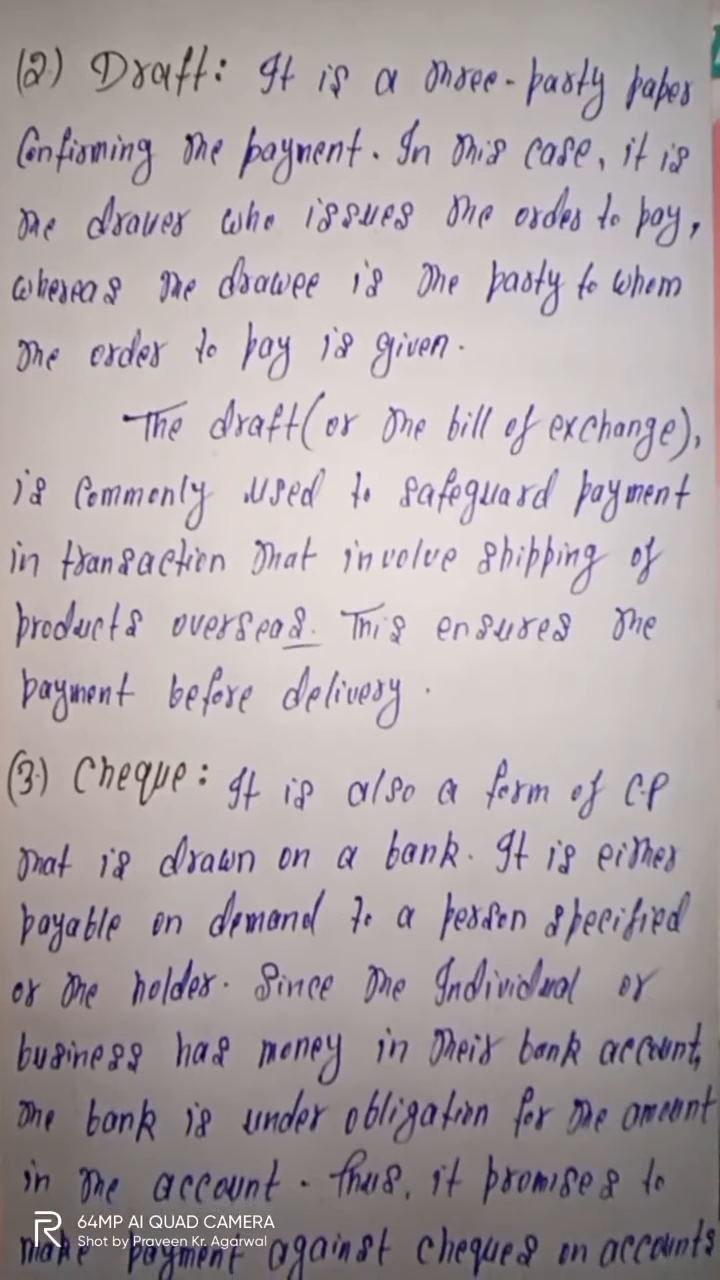 (2) Draft: It is a three-party paper
Confirming the payment. In this case, it is
the drawer who issues the order to pay,
whereas the drawee is the party to whom
the order to pay is given.
The draft (or the bill of exchange),
is Commonly used to safeguard payment
in transaction that involve shipping of
products overseas. This ensures the
payment before delivery.
(3) Cheque: It is also a form of C.P
that is drawn on a bank. It is either
payable on demand to a person specified
or the holder. Since the Individual or
business has money in their bank account,
the bank is under obligation for the amount
in the account. Thus, it promises to
make payment against cheques on accounts
R
64MP AI QUAD CAMERA
Shot by Praveen Kr. Agarwal